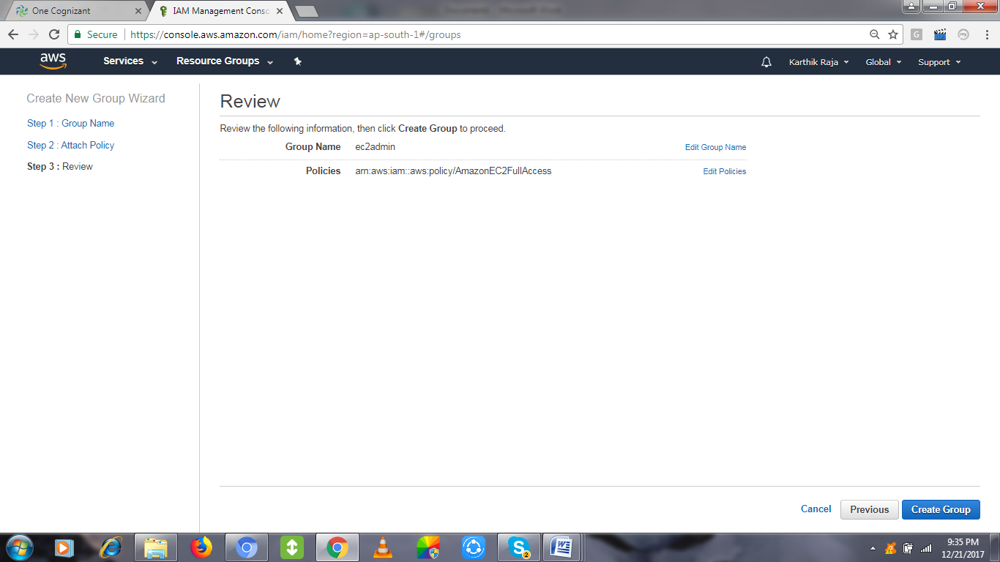 One Cognizant
IAM Management Conso
Secure
https://console.aws.amazon.com/iam/home?region=ap-south-1#/groups
G
my
aws
Services
Resource Groups
Karthik Raja
Global
Support
Create New Group Wizard
Step 1 : Group Name
Step 2 : Attach Policy
Step 3 : Review
Review
Review the following information, then click Create Group to proceed.
Group Name ec2admin Edit Group Name
Policies arn:aws:iam::aws:policy/AmazonEC2FullAccess Edit Policies
Cancel Previous Create Group
S
2
W
9:35 PM
12/21/2017